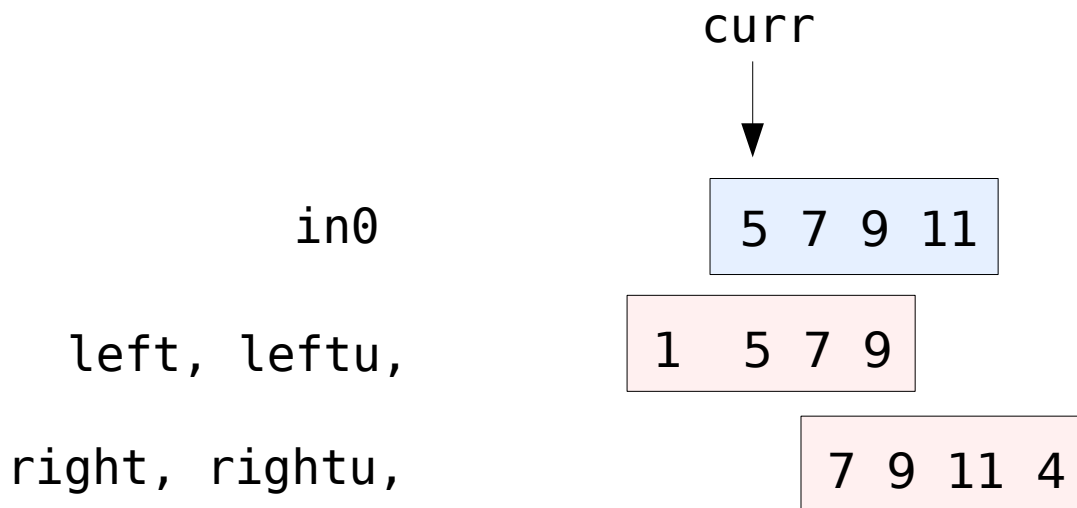 curr
in0 5 7 9 11
left, leftu, 1 5 7 9
right, rightu, 7 9 11 4